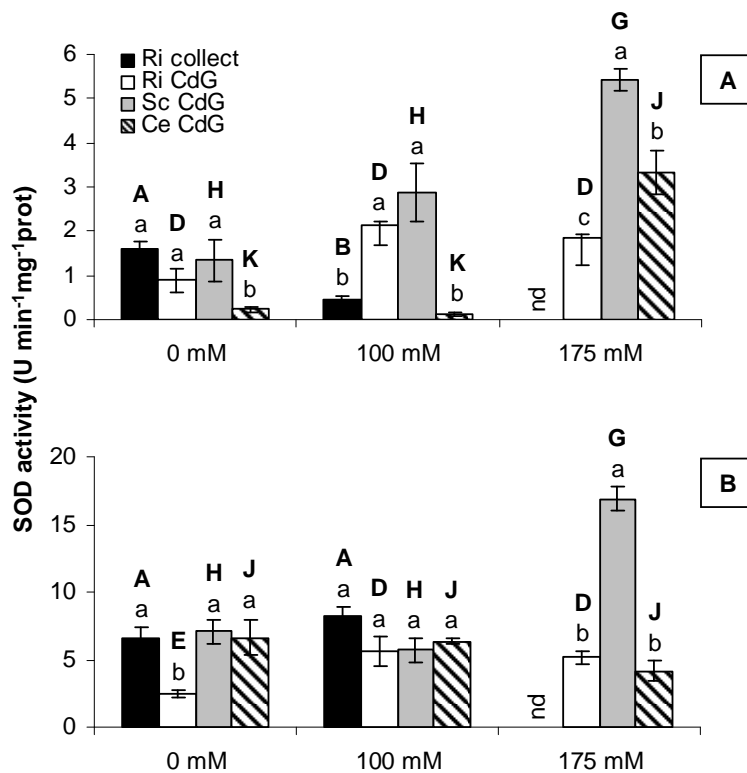 SOD activity (U min⁻¹mg⁻¹prot)
Ri collect
Ri CdG
Sc CdG
Ce CdG
A
6
5
4
3
2
1
0
A
a
D
a
H
a
K
b
B
b
D
a
H
a
K
b
nd
D
c
G
a
J
b
0 mM
100 mM
175 mM
B
20
15
10
5
0
A
a
E
b
H
a
J
a
A
a
D
a
H
a
J
a
nd
D
b
G
a
J
b
0 mM
100 mM
175 mM